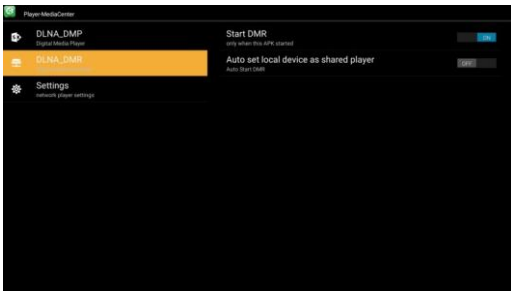 Player-MediaCenter
DLNA_DMP
Digital Media Player
DLNA_DMR
Settings
network player settings
Start DMR
only when this APK started
ON
Auto set local device as shared player
Auto Start DMR
OFF